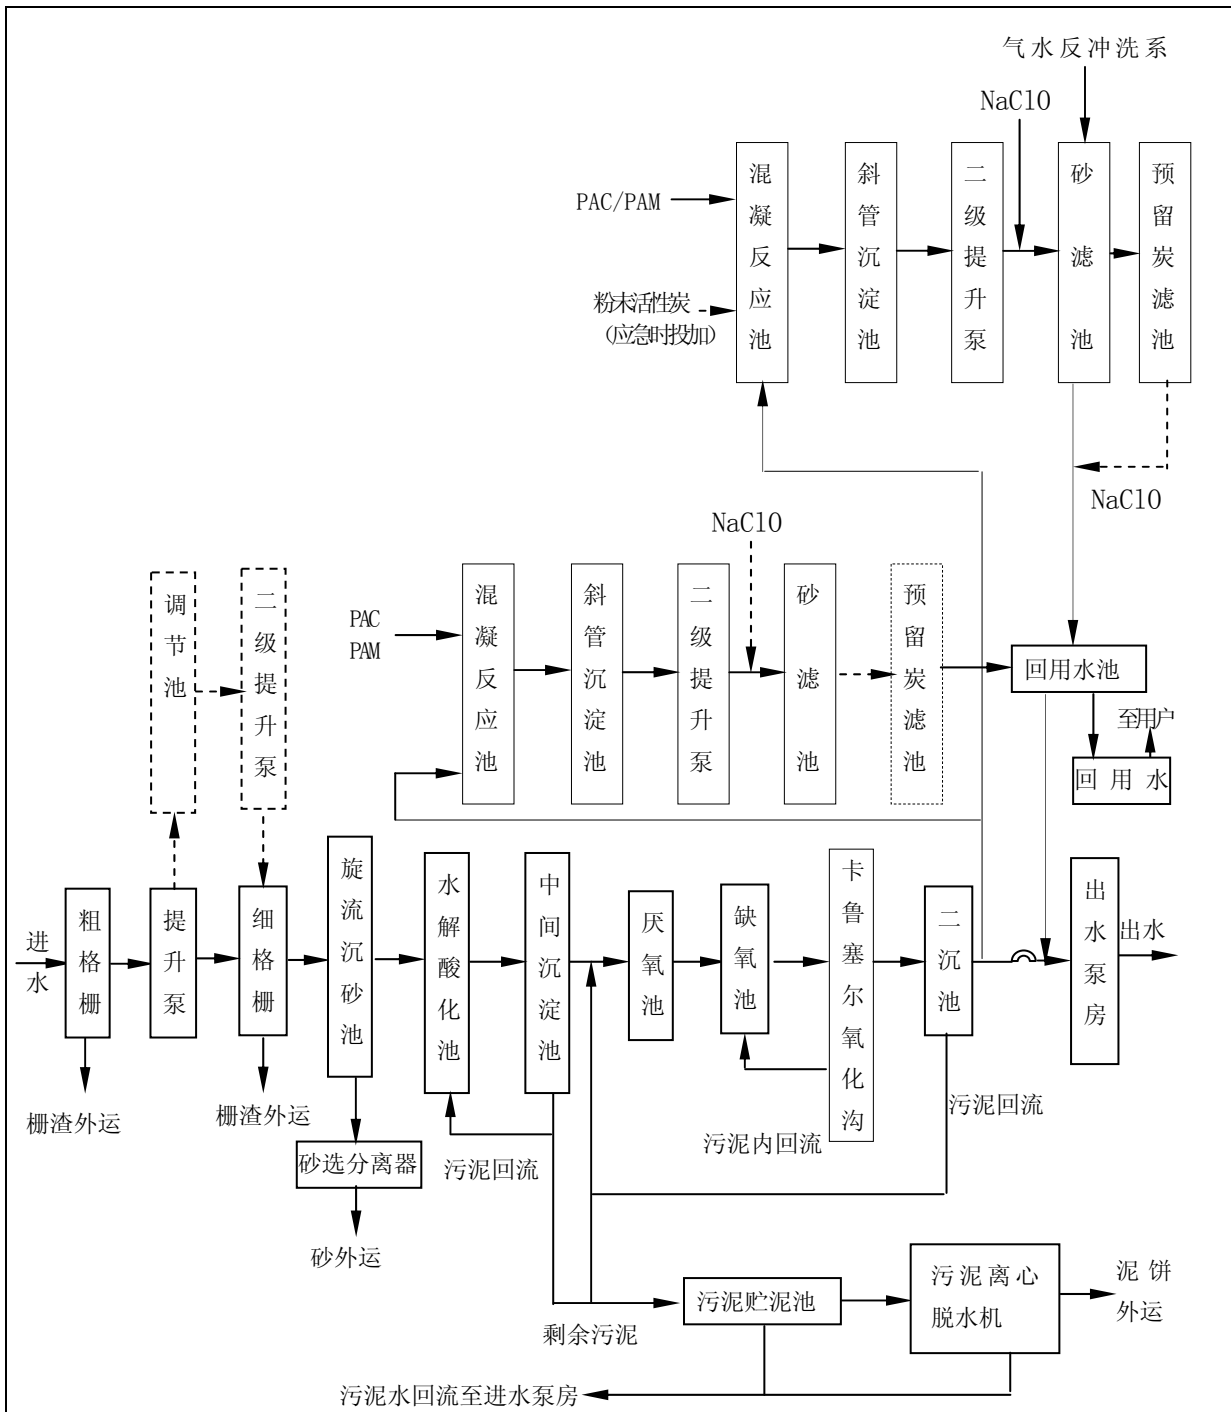 气水反冲洗系
NaClO
混凝反应池
斜管沉淀池
二级提升泵
砂滤池
预留炭滤池
PAC/PAM
粉末活性炭
(应急时投加)
NaClO
NaClO
调节池
二级提升泵
PAC
PAM
混凝反应池
斜管沉淀池
二级提升泵
砂滤池
预留炭滤池
回用水池
至用户
回用水
进水
粗格栅
提升泵
细格栅
旋流沉砂池
水解酸化池
中间沉淀池
厌氧池
缺氧池
卡鲁塞尔氧化沟
二沉池
出水泵房
出水
栅渣外运
栅渣外运
砂选分离器
砂外运
污泥回流
污泥内回流
污泥回流
剩余污泥
污泥贮泥池
污泥离心
脱水机
泥饼
外运
污泥水回流至进水泵房